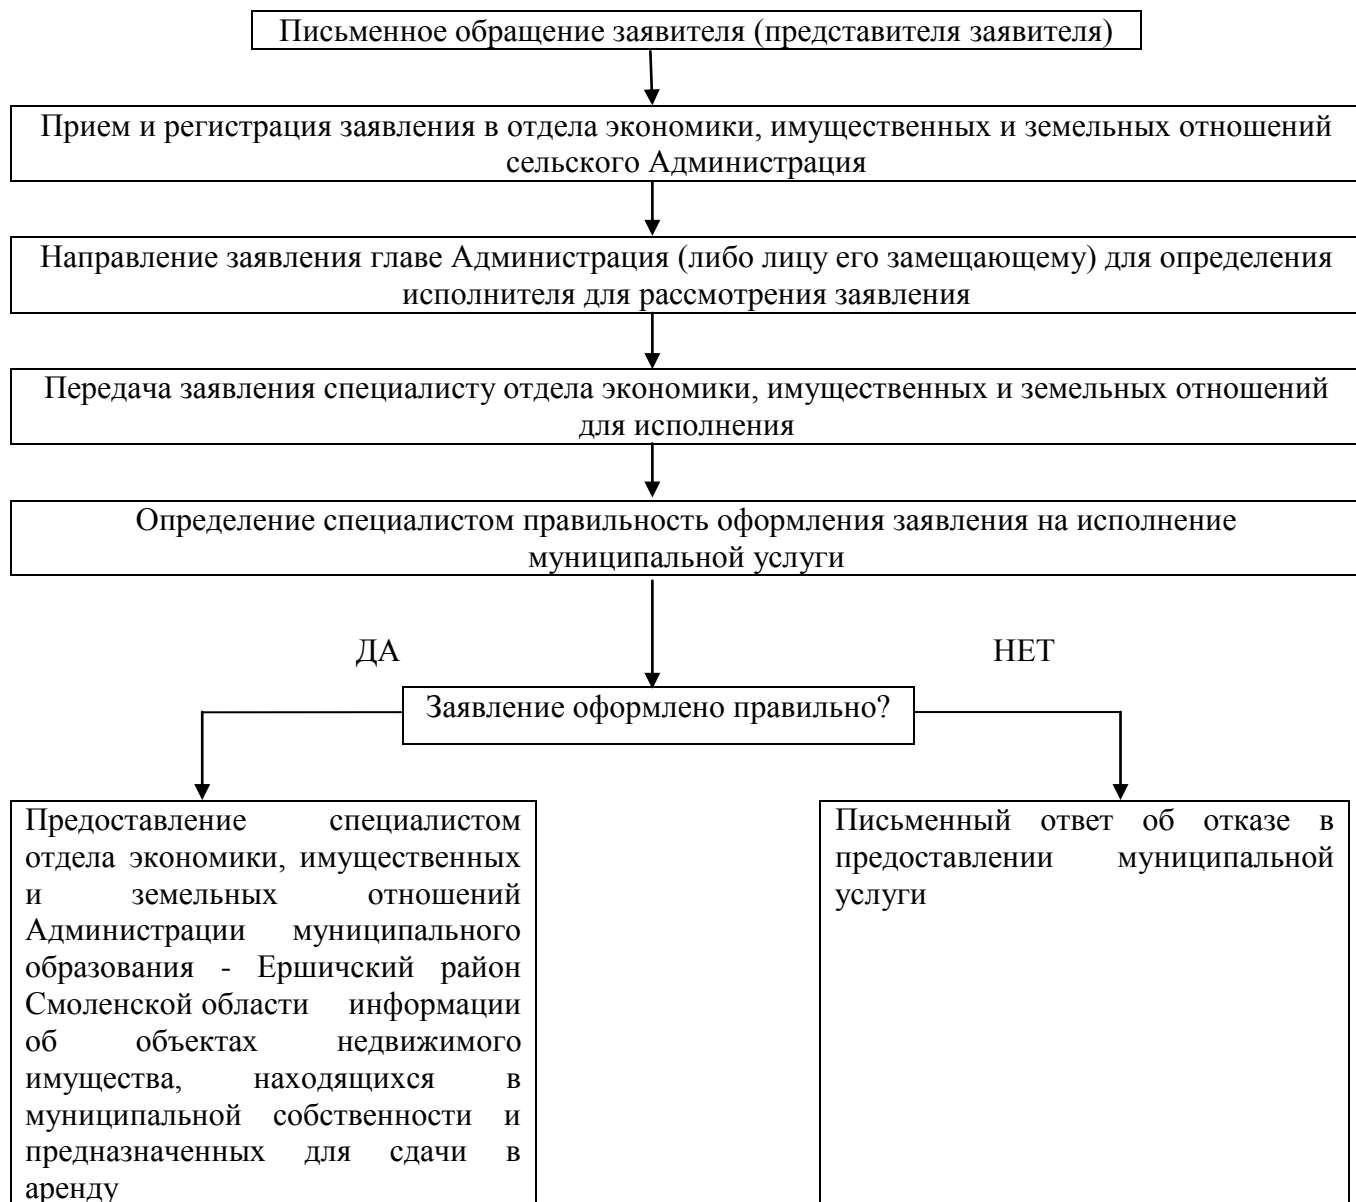 Письменное обращение заявителя (представителя заявителя)
Прием и регистрация заявления в отдела экономики, имущественных и земельных отношений
сельского Администрация
Направление заявления главе Администрация (либо лицу его замещающему) для определения
исполнителя для рассмотрения заявления
Передача заявления специалисту отдела экономики, имущественных и земельных отношений
для исполнения
Определение специалистом правильность оформления заявления на исполнение
муниципальной услуги
ДА
НЕТ
Заявление оформлено правильно?
Предоставление специалистом
отдела экономики, имущественных
и земельных отношений
Администрации муниципального
образования - Ершичский район
Смоленской области информации
об объектах недвижимого
имущества, находящихся в
муниципальной собственности и
предназначенных для сдачи в
аренду
Письменный ответ об отказе в
предоставлении муниципальной
услуги